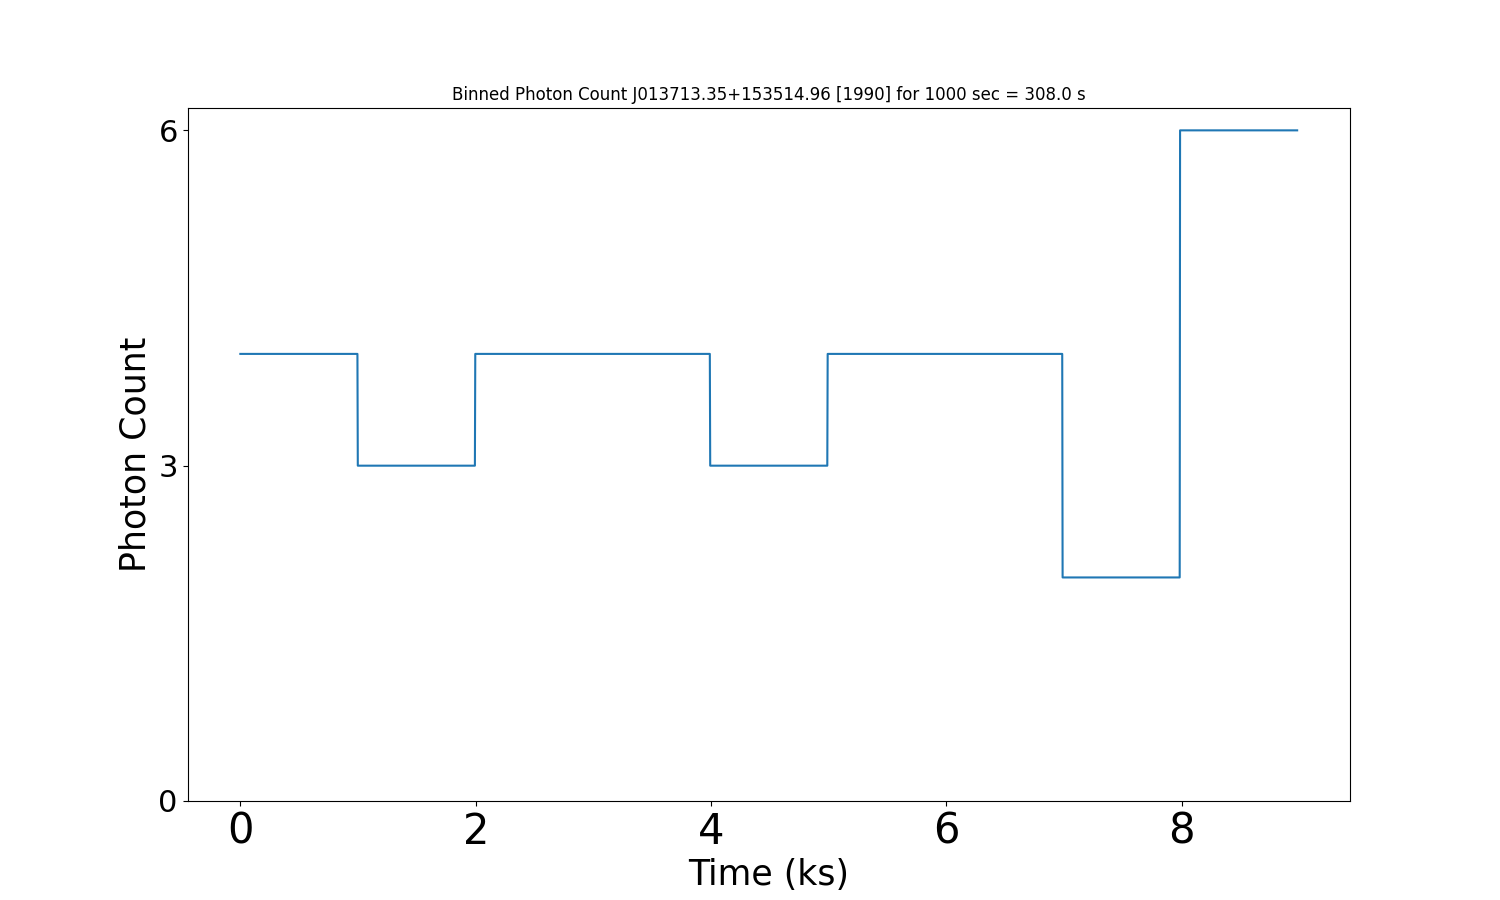 Binned Photon Count J013713.35+153514.96 [1990] for 1000 sec = 308.0 s
6
3
0
Photon Count
0 2 4 6 8
Time (ks)